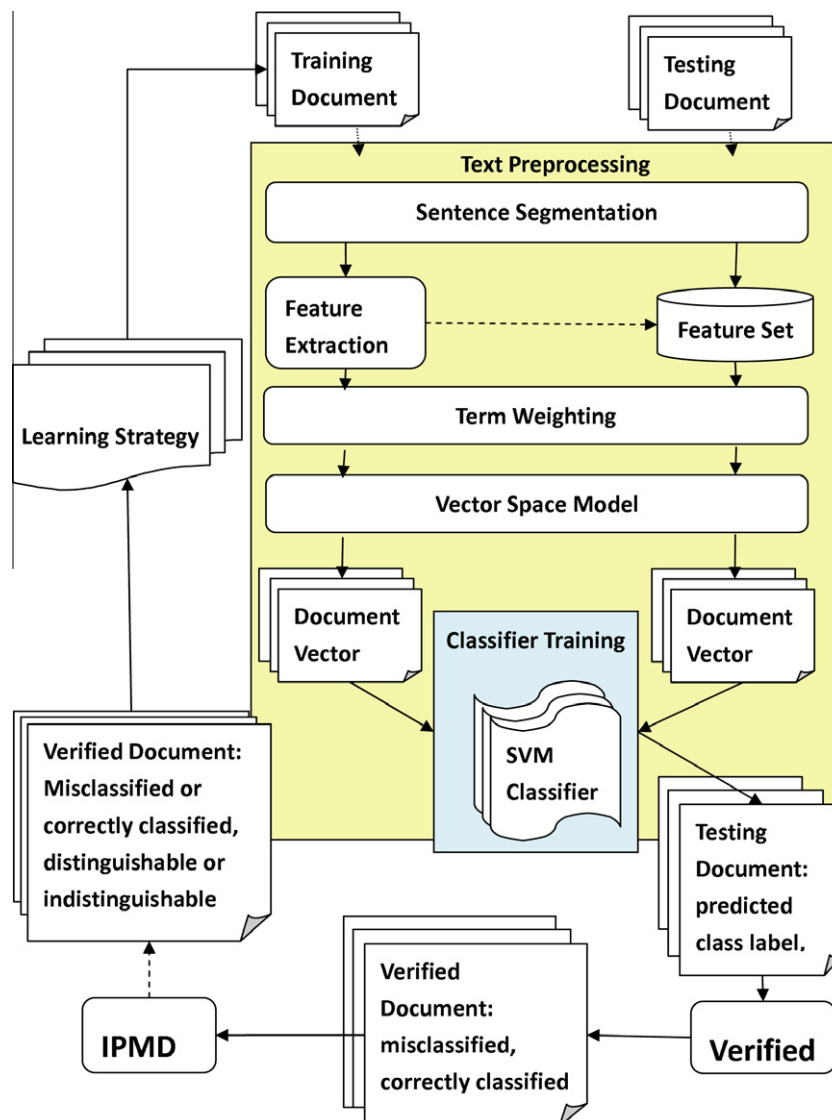 Training
Document
Testing
Document
Text Preprocessing
Sentence Segmentation
Feature
Extraction
Feature Set
Term Weighting
Learning Strategy
Vector Space Model
Document
Vector
Classifier Training
Document
Vector
SVM
Classifier
Verified Document:
Misclassified or
correctly classified,
distinguishable or
indistinguishable
Testing
Document:
predicted
class label,
Verified
Document:
misclassified,
correctly classified
IPMD
Verified